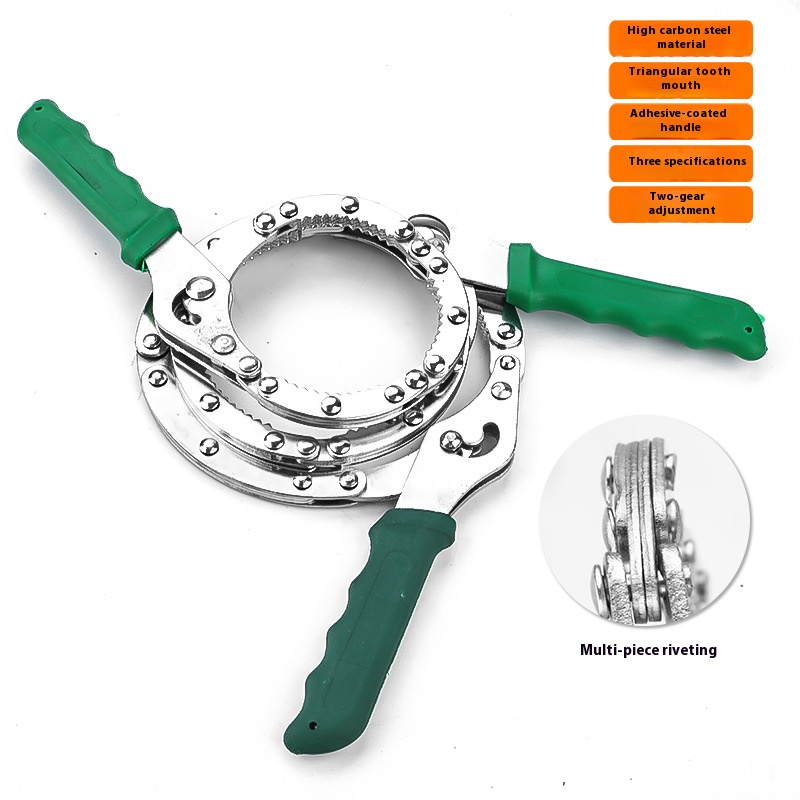 High carbon steel
material
Triangular tooth
mouth
Adhesive-coated
handle
Three specifications
Two-gear
adjustment
Multi-piece riveting